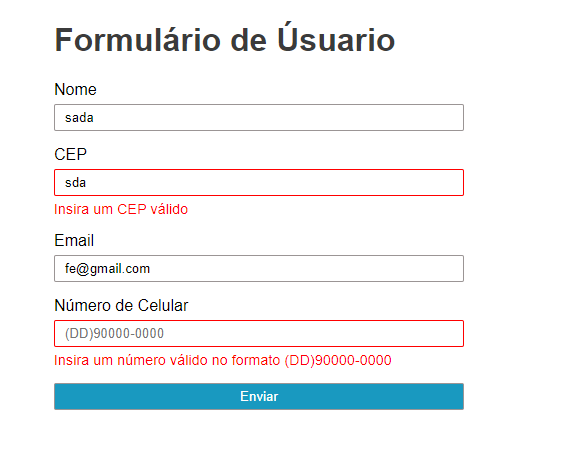 Formulário de Úsuario
Nome
sada
CEP
sda
Insira um CEP válido
Email
fe@gmail.com
Número de Celular
(DD)90000-0000
Insira um número válido no formato (DD)90000-0000
Enviar